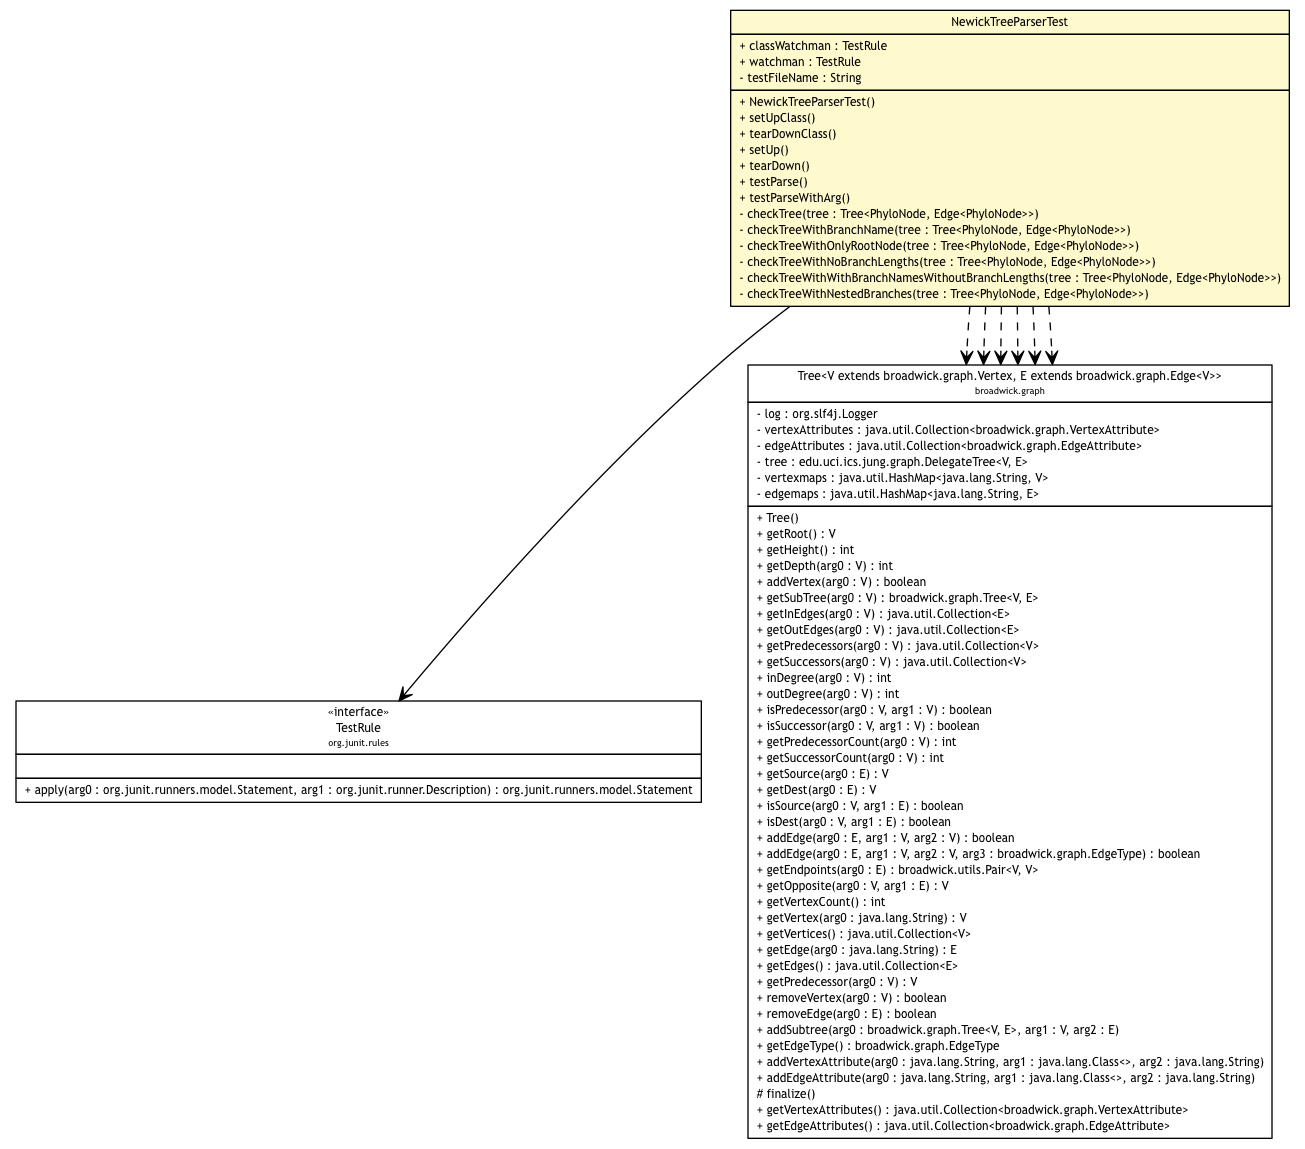 NewickTreeParserTest
+ classWatchman : TestRule
+ watchman : TestRule
- testFileName : String
+ NewickTreeParserTest()
+ setUpClass()
+ tearDownClass()
+ setUp()
+ tearDown()
+ testParse()
+ testParseWithArg()
- checkTree(tree : Tree<PhyloNode, Edge<PhyloNode>>)
- checkTreeWithBranchName(tree : Tree<PhyloNode, Edge<PhyloNode>>)
- checkTreeWithOnlyRootNode(tree : Tree<PhyloNode, Edge<PhyloNode>>)
- checkTreeWithNoBranchLengths(tree : Tree<PhyloNode, Edge<PhyloNode>>)
- checkTreeWithWithBranchNamesWithoutBranchLengths(tree : Tree<PhyloNode, Edge<PhyloNode>>)
- checkTreeWithNestedBranches(tree : Tree<PhyloNode, Edge<PhyloNode>>)
Tree<V extends broadwick.graph.Vertex, E extends broadwick.graph.Edge<V>>
broadwick.graph
- log : org.slf4j.Logger
- vertexAttributes : java.util.Collection<broadwick.graph.VertexAttribute>
- edgeAttributes : java.util.Collection<broadwick.graph.EdgeAttribute>
- tree : edu.uci.ics.jung.graph.DelegateTree<V, E>
- vertexmaps : java.util.HashMap<java.lang.String, V>
- edgemaps : java.util.HashMap<java.lang.String, E>
+ Tree()
+ getRoot() : V
+ getHeight() : int
+ getDepth(arg0 : V) : int
+ addVertex(arg0 : V) : boolean
+ getSubTree(arg0 : V) : broadwick.graph.Tree<V, E>
+ getInEdges(arg0 : V) : java.util.Collection<E>
+ getOutEdges(arg0 : V) : java.util.Collection<E>
+ getPredecessors(arg0 : V) : java.util.Collection<V>
+ getSuccessors(arg0 : V) : java.util.Collection<V>
+ inDegree(arg0 : V) : int
+ outDegree(arg0 : V) : int
+ isPredecessor(arg0 : V, arg1 : V) : boolean
+ isSuccessor(arg0 : V, arg1 : V) : boolean
+ getPredecessorCount(arg0 : V) : int
+ getSuccessorCount(arg0 : V) : int
+ getSource(arg0 : E) : V
+ getDest(arg0 : E) : V
+ isSource(arg0 : V, arg1 : E) : boolean
+ isDest(arg0 : V, arg1 : E) : boolean
+ addEdge(arg0 : E, arg1 : V, arg2 : V) : boolean
+ addEdge(arg0 : E, arg1 : V, arg2 : V, arg3 : broadwick.graph.EdgeType) : boolean
+ getEndpoints(arg0 : E) : broadwick.utils.Pair<V, V>
+ getOpposite(arg0 : V, arg1 : E) : V
+ getVertexCount() : int
+ getVertex(arg0 : java.lang.String) : V
+ getVertices() : java.util.Collection<V>
+ getEdge(arg0 : java.lang.String) : E
+ getEdges() : java.util.Collection<E>
+ getPredecessor(arg0 : V) : V
+ removeVertex(arg0 : V) : boolean
+ removeEdge(arg0 : E) : boolean
+ addSubtree(arg0 : broadwick.graph.Tree<V, E>, arg1 : V, arg2 : E)
+ getEdgeType() : broadwick.graph.EdgeType
+ addVertexAttribute(arg0 : java.lang.String, arg1 : java.lang.Class<>, arg2 : java.lang.String)
+ addEdgeAttribute(arg0 : java.lang.String, arg1 : java.lang.Class<>, arg2 : java.lang.String)
# finalize()
+ getVertexAttributes() : java.util.Collection<broadwick.graph.VertexAttribute>
+ getEdgeAttributes() : java.util.Collection<broadwick.graph.EdgeAttribute>
«interface»
TestRule
org.junit.rules
+ apply(arg0 : org.junit.runners.model.Statement, arg1 : org.junit.runner.Description) : org.junit.runners.model.Statement